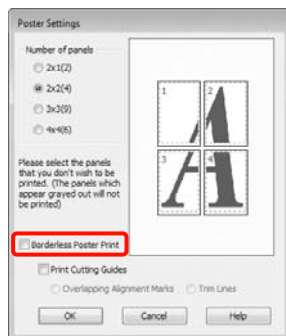 Poster Settings
Number of panels
2x1(2)
2x2(4)
3x3(9)
4x4(6)
1
2
3
4
Please select the panels
that you don't wish to be
printed. (The panels which
appear grayed out will not
be printed)
Borderless Poster Print
Print Cutting Guides
Overlapping Alignment Marks
Trim Lines
OK
Cancel
Help